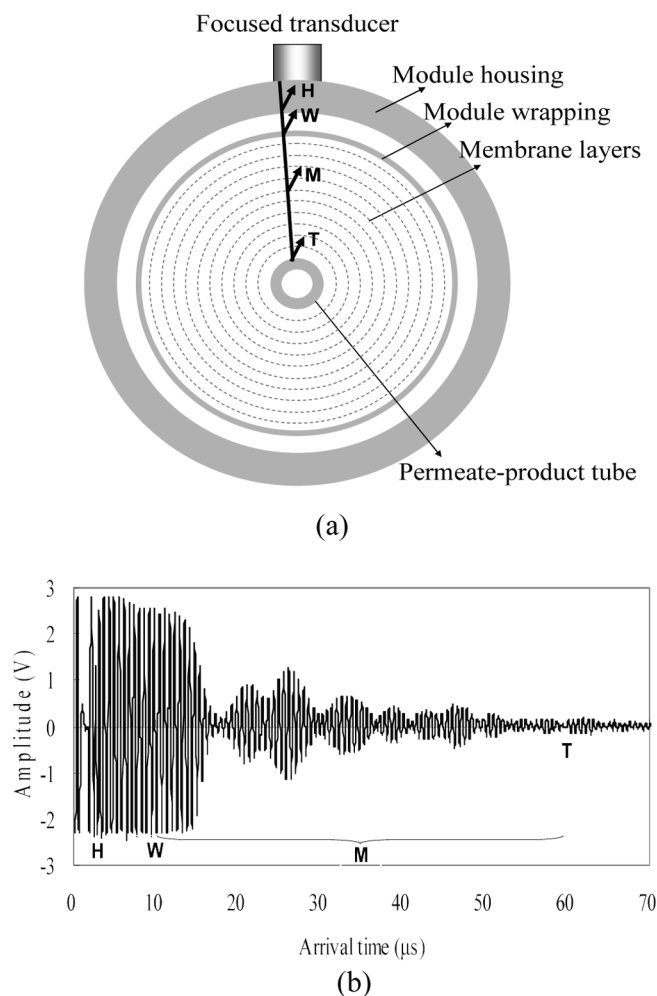 Focused transducer
H
Module housing
W
Module wrapping
Membrane layers
M
T
Permeate-product tube
(a)
3
2
1
0
-1
-2
-3
Amplitude (V)
T
H W M
0 10 20 30 40 50 60 70
Arrival time (μs)
(b)